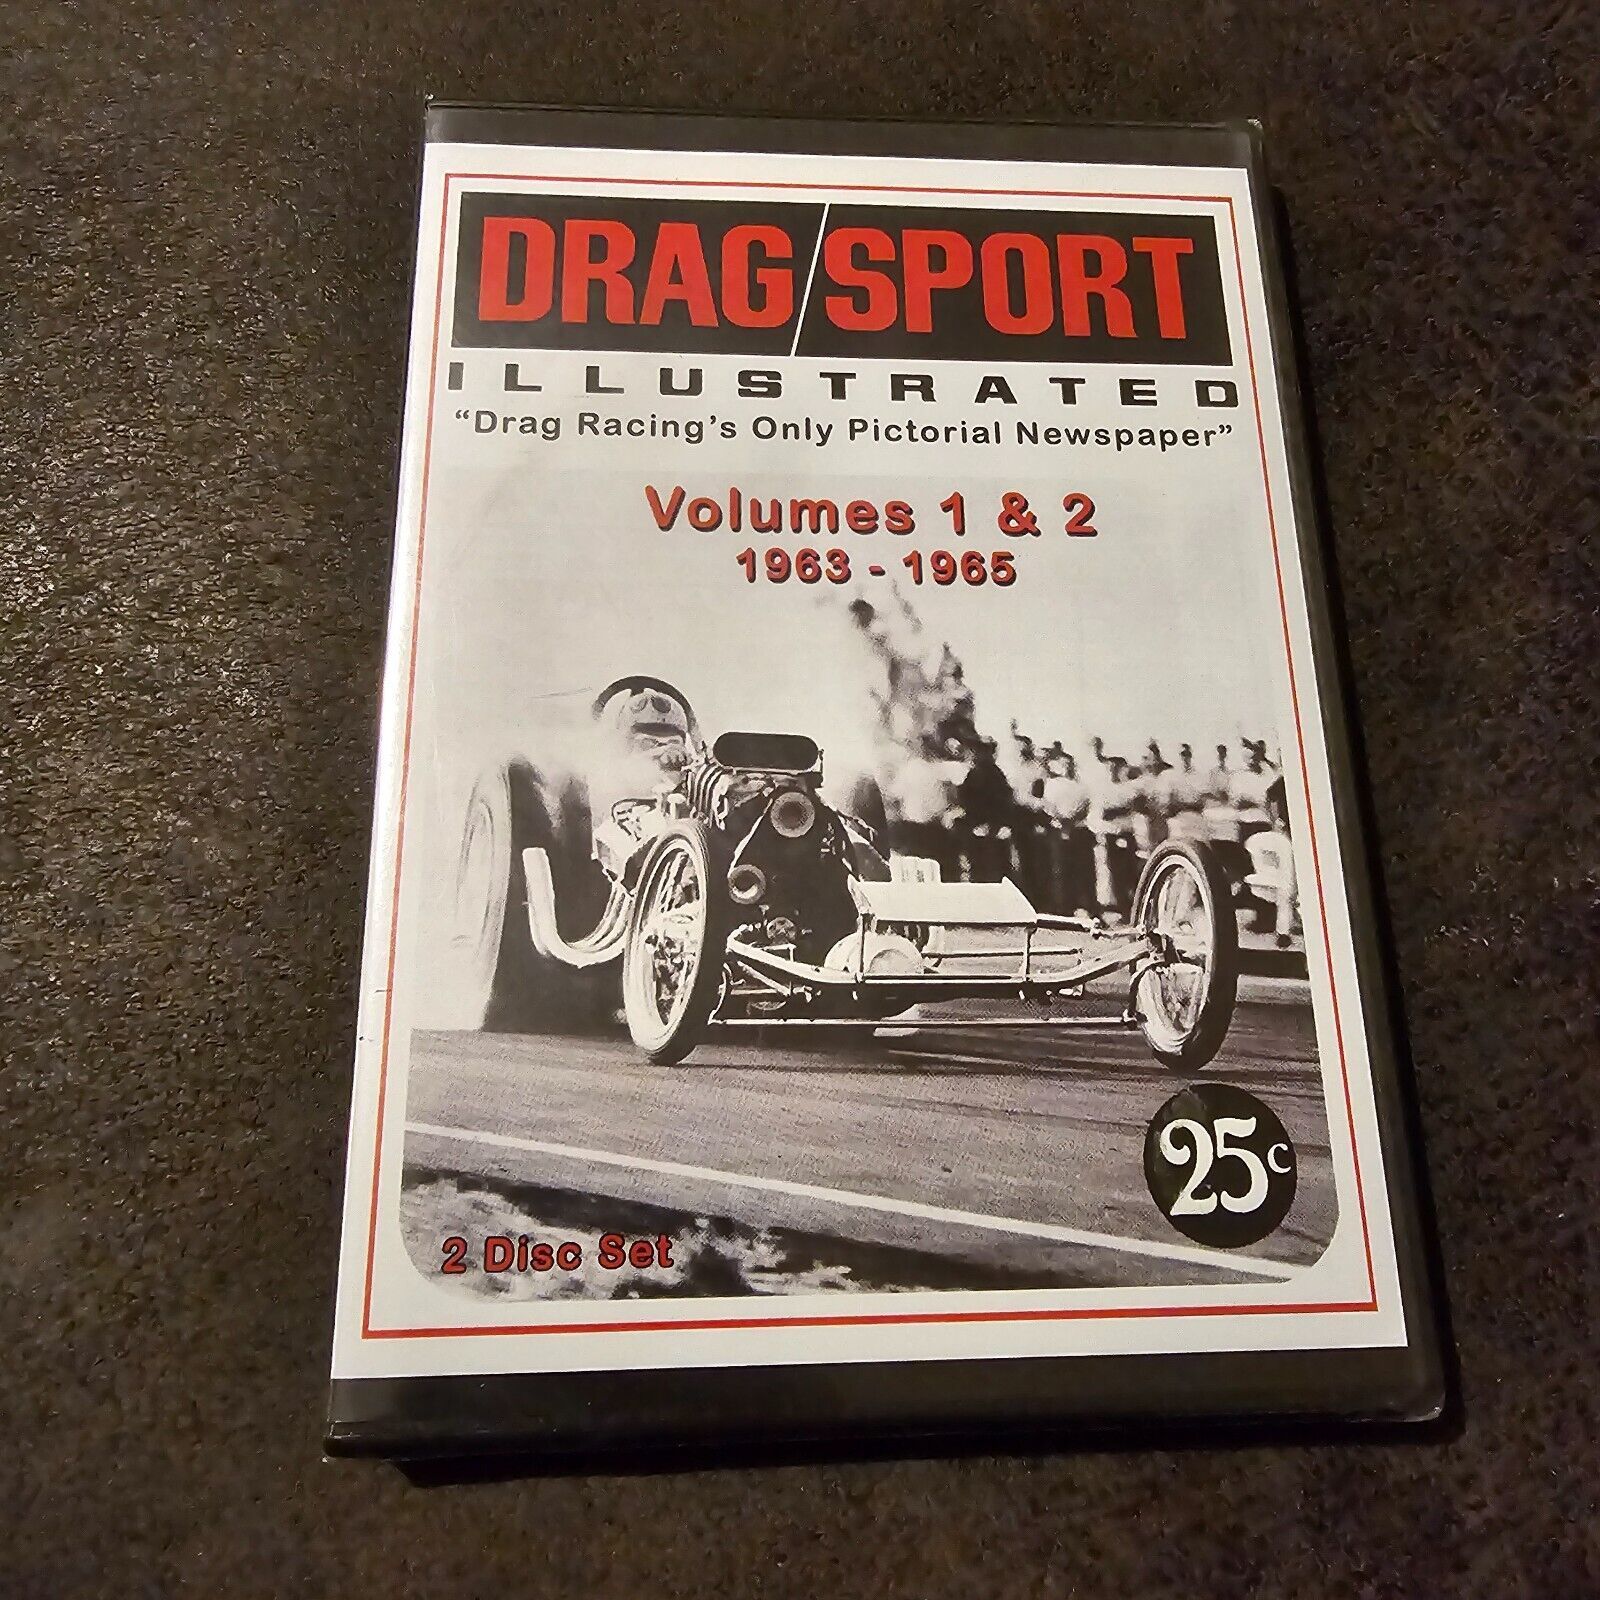 DRAG/SPORT
ILLUSTRATED
“Drag Racing’s Only Pictorial Newspaper”
Volumes 1 & 2
1963 - 1965
25c
2 Disc Set